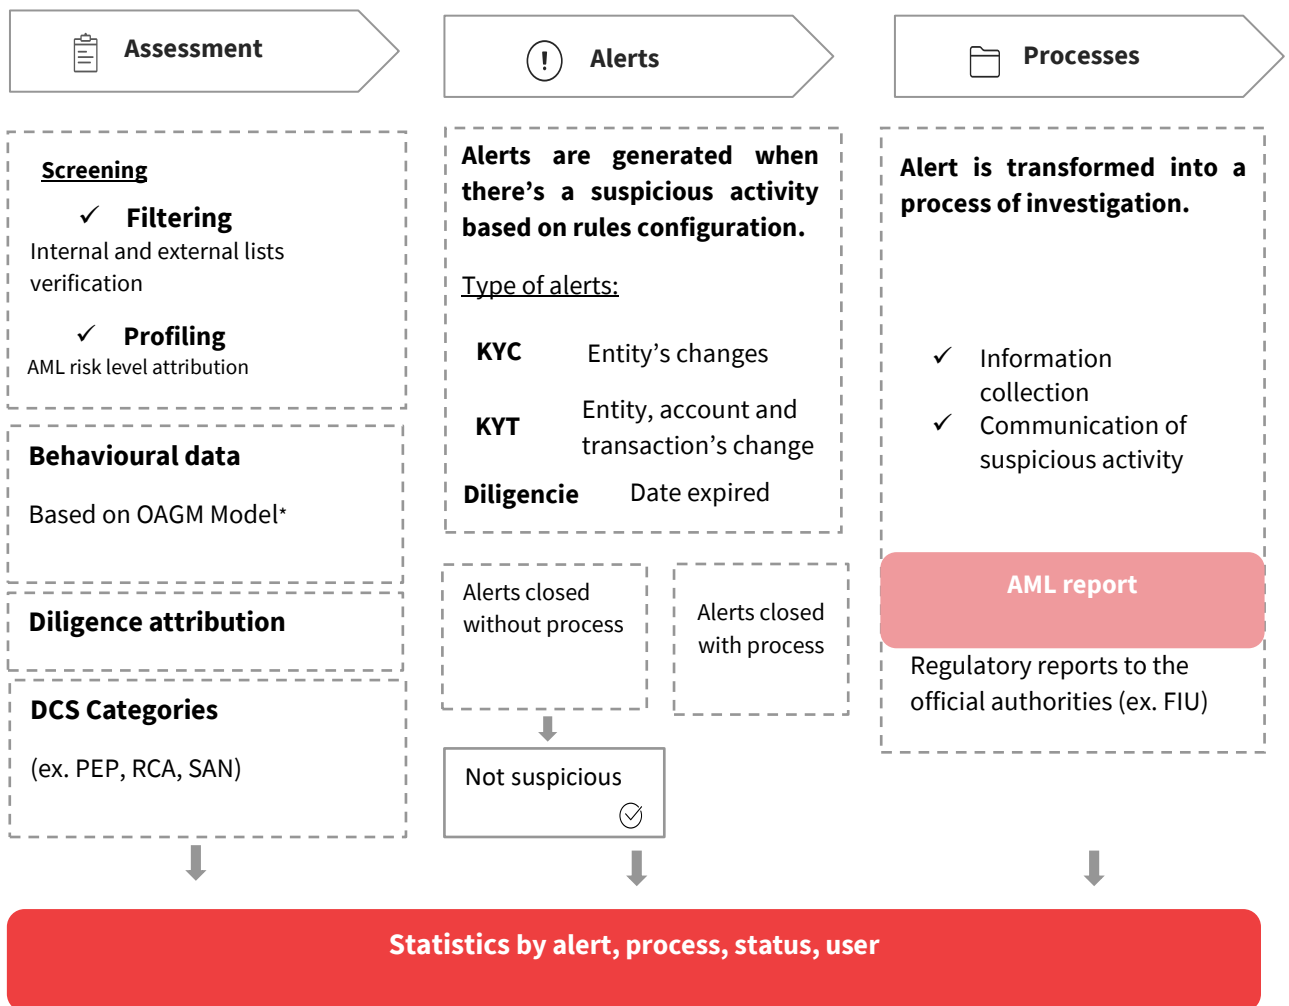 Assessment
Screening
✓ Filtering
Internal and external lists
verification
✓ Profiling
AML risk level attribution
Behavioural data
Based on OAGM Model*
Diligence attribution
DCS Categories
(ex. PEP, RCA, SAN)
Alerts
Alerts are generated when
there’s a suspicious activity
based on rules configuration.
Type of alerts:
KYC Entity’s changes
KYT Entity, account and
transaction’s change
Diligencie Date expired
Alerts closed
without process
Alerts closed
with process
Not suspicious
Processes
Alert is transformed into a
process of investigation.
✓ Information
collection
✓ Communication of
suspicious activity
AML report
Regulatory reports to the
official authorities (ex. FIU)
Statistics by alert, process, status, user